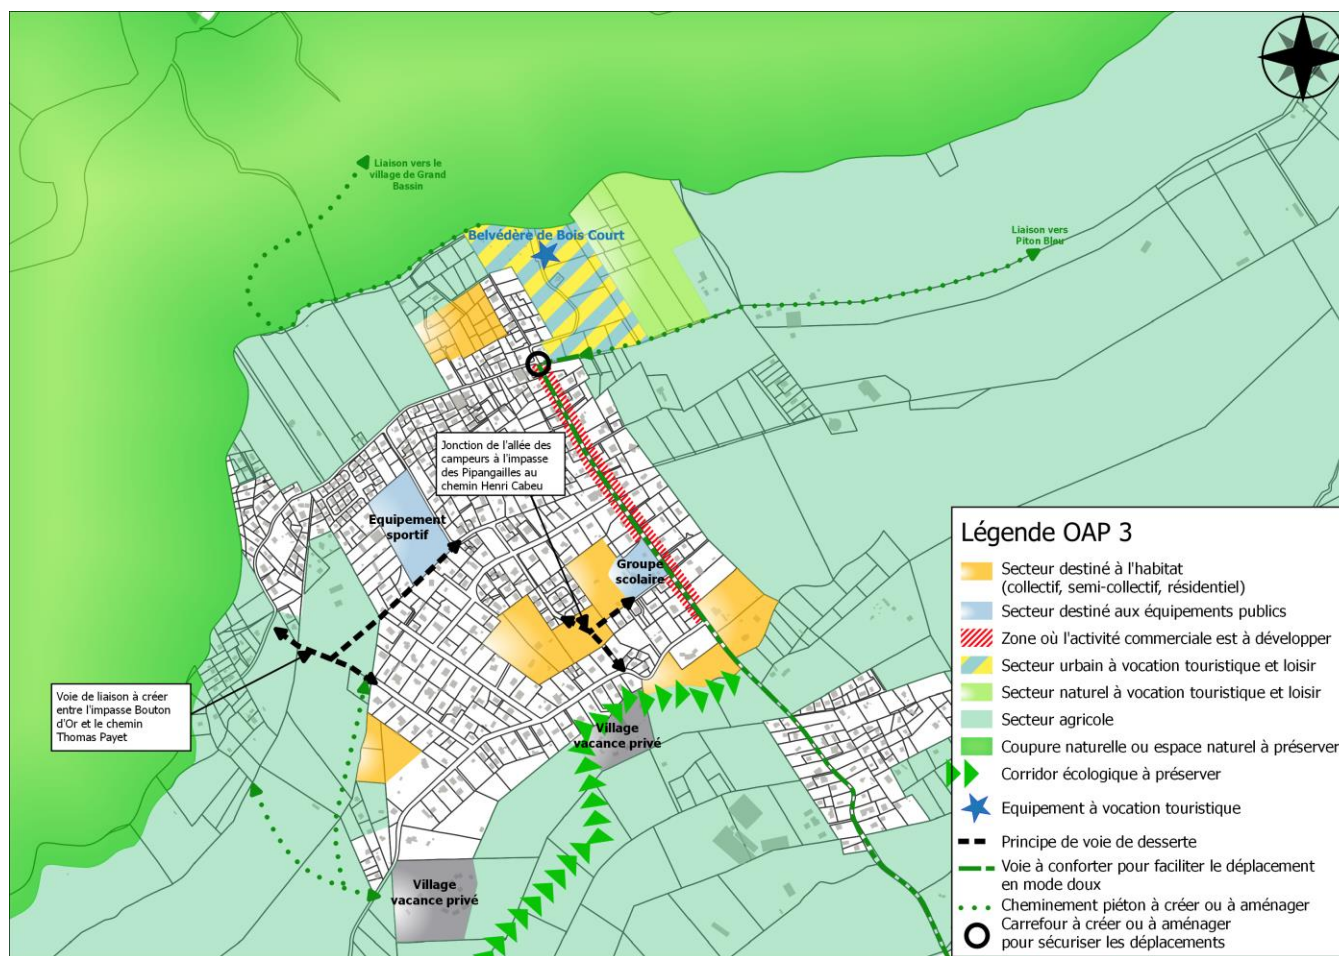 Liaison vers le
village de Grand
Bassin
Belvédère de Bois Court
Liaison vers
Piton Bleu
Jonction de l'allée des
campeurs à l'impasse
des Pipangailles au
chemin Henri Cabeu
Equipement
sportif
Groupe
scolaire
Voie de liaison à créer
entre l'impasse Bouton
d'Or et le chemin
Thomas Payet
Village
vacance privé
Village
vacance privé
Légende OAP 3
Secteur destiné à l'habitat
(collectif, semi-collectif, résidentiel)
Secteur destiné aux équipements publics
Zone où l'activité commerciale est à développer
Secteur urbain à vocation touristique et loisir
Secteur naturel à vocation touristique et loisir
Secteur agricole
Coupure naturelle ou espace naturel à préserver
Corridor écologique à préserver
Equipement à vocation touristique
Principe de voie de desserte
Voie à conforter pour faciliter le déplacement
en mode doux
Cheminement piéton à créer ou à aménager
Carrefour à créer ou à aménager
pour sécuriser les déplacements